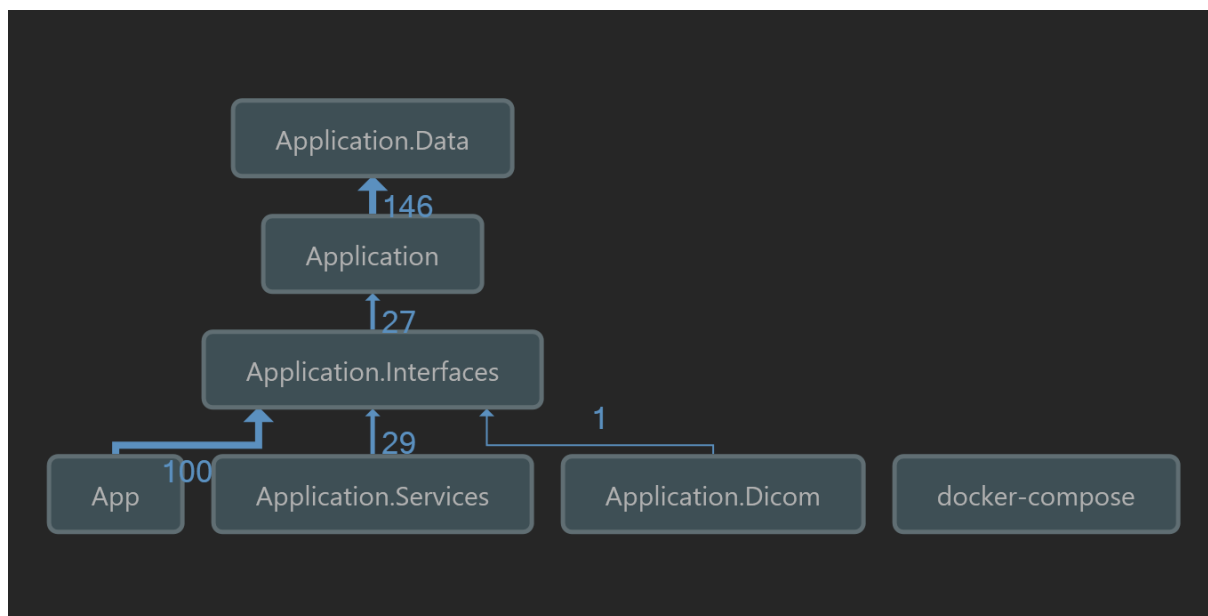 Application.Data
146
Application
27
Application.Interfaces
1
29
100
App
Application.Services
Application.Dicom
docker-compose